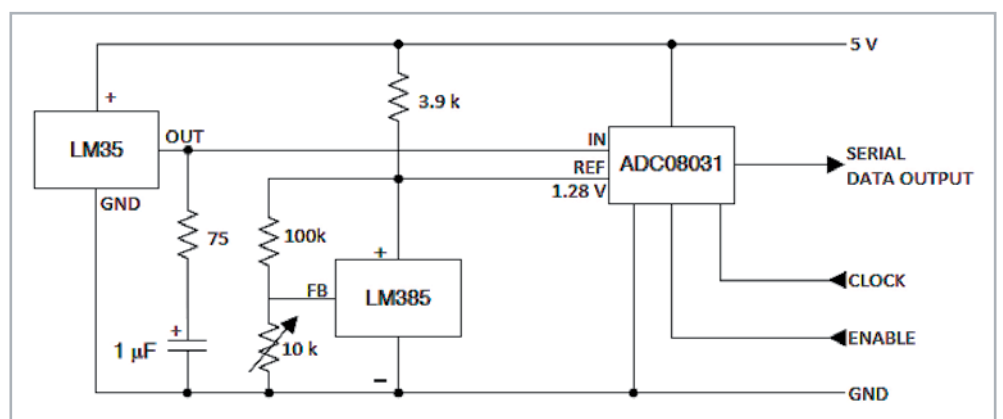 5 V
+
3.9 k
LM35
OUT
IN
ADC08031
REF
1.28 V
SERIAL
DATA OUTPUT
GND
75
100k
+
LM385
FB
CLOCK
+
1 μF
10 k
ENABLE
−
GND